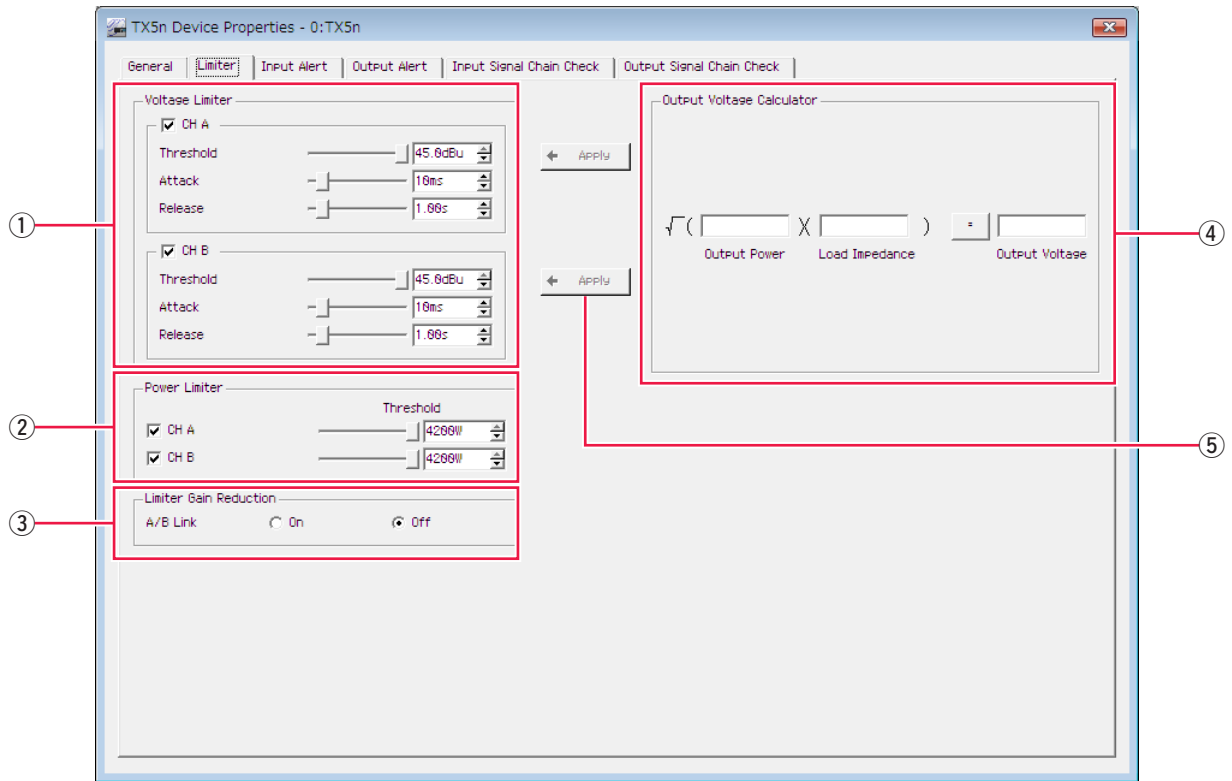 TX5n Device Properties - 0:TX5n
General Limiter Input Alert Output Alert Input Signal Chain Check Output Signal Chain Check
Voltage Limiter
CH A
Threshold 45.0dBu
Attack 10ms
Release 1.00s
CH B
Threshold 45.0dBu
Attack 10ms
Release 1.00s
← Apply
← Apply
Output Voltage Calculator
√( X ) =
Output Power Load Impedance Output Voltage
Power Limiter
Threshold
CH A 4200W
CH B 4200W
Limiter Gain Reduction
A/B Link On Off
①
②
③
④
⑤